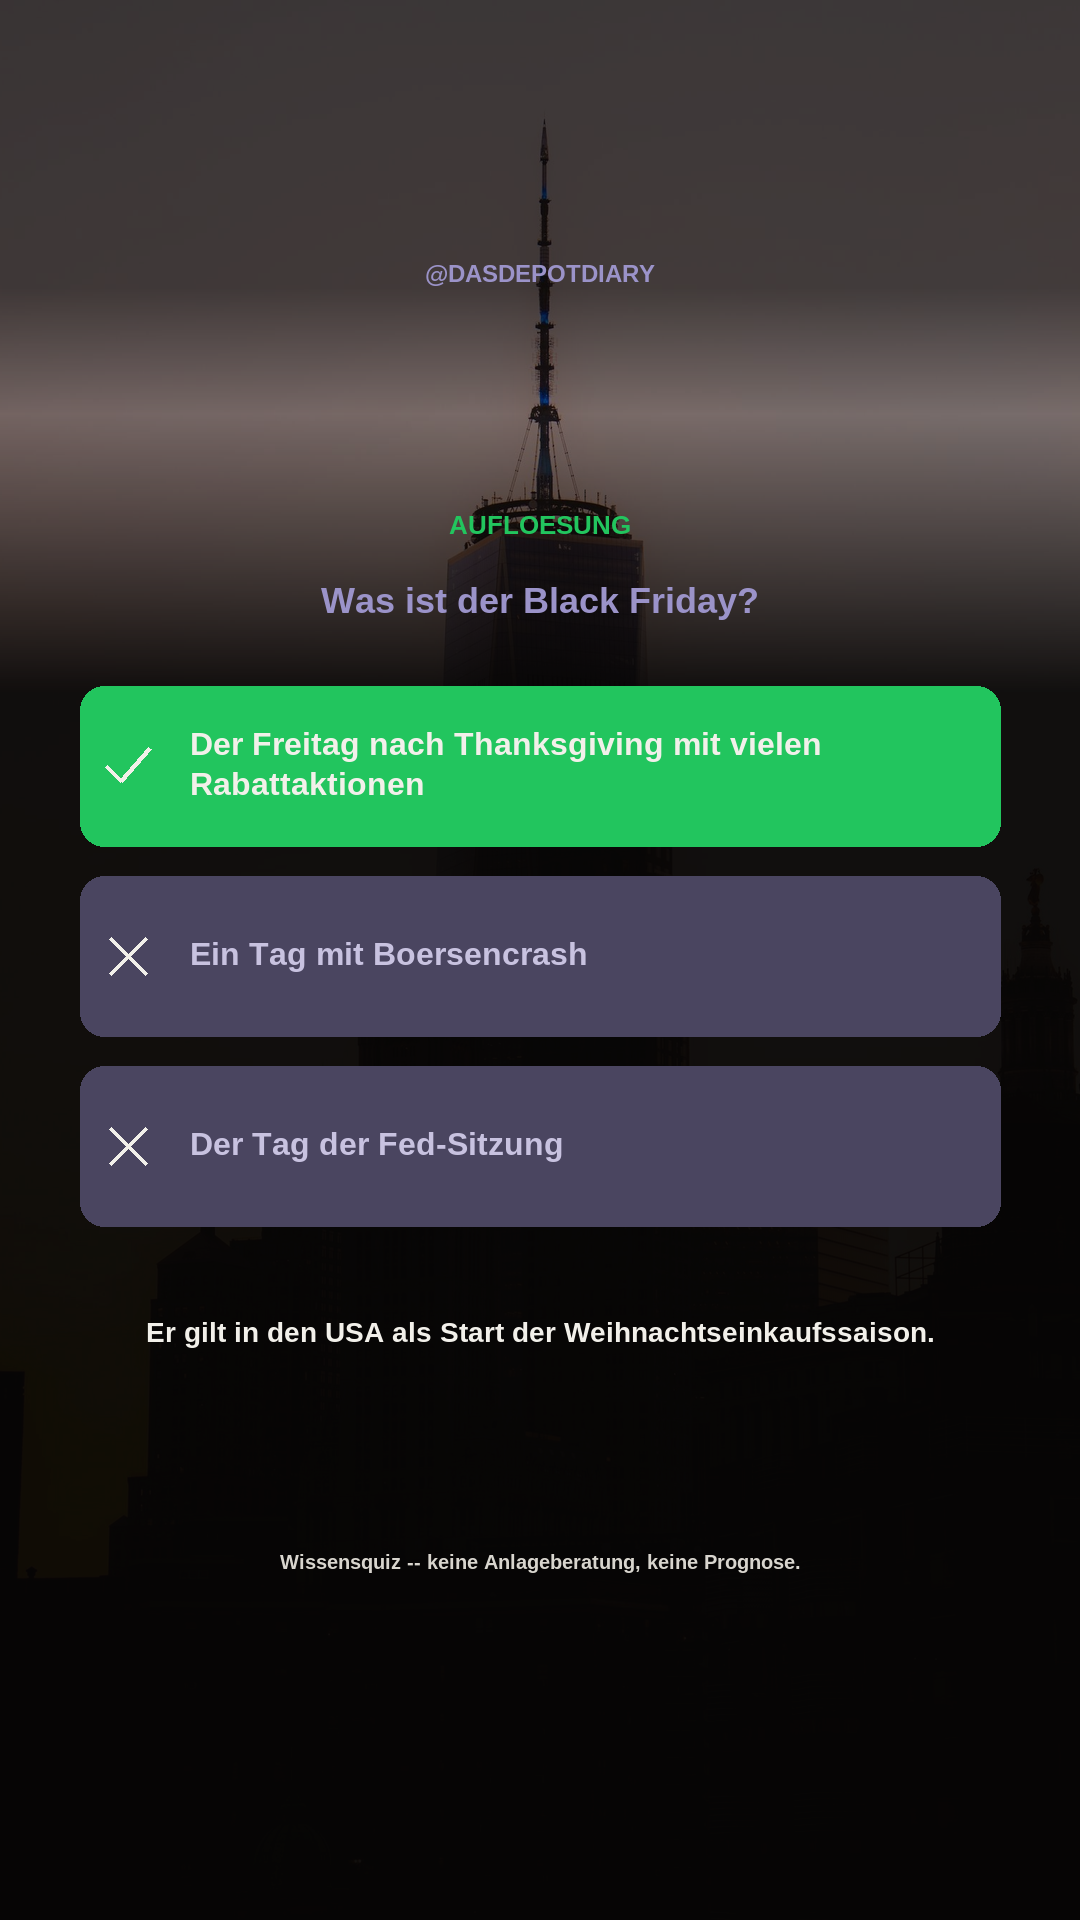 @DASDEPOTDIARY
AUFLOESUNG
Was ist der Black Friday?
Der Freitag nach Thanksgiving mit vielen
Rabattaktionen
Ein Tag mit Boersencrash
Der Tag der Fed-Sitzung
Er gilt in den USA als Start der Weihnachtseinkaufssaison.
Wissensquiz -- keine Anlageberatung, keine Prognose.